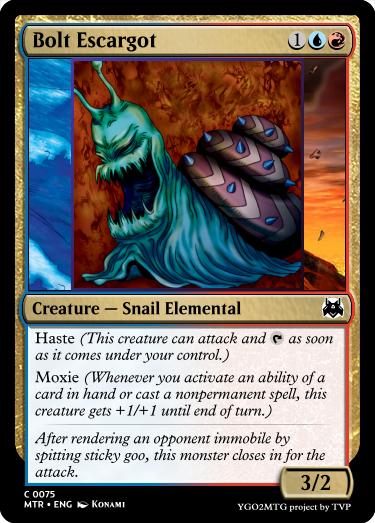 Bolt Escargot 1
Creature — Snail Elemental
Haste (This creature can attack and as soon
as it comes under your control.)
Moxie (Whenever you activate an ability of a
card in hand or cast a nonpermanent spell, this
creature gets +1/+1 until end of turn.)
After rendering an opponent immobile by
spitting sticky goo, this monster closes in for the
attack.
3/2
C 0075
MTR • ENG KONAMI
YGO2MTG project by TVP